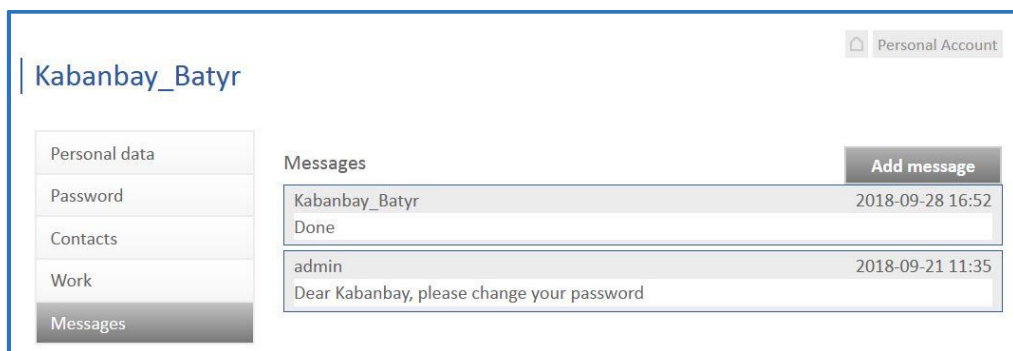 Personal Account
Kabanbay_Batyr
Personal data
Password
Contacts
Work
Messages
Messages
Add message
Kabanbay_Batyr 2018-09-28 16:52
Done
admin 2018-09-21 11:35
Dear Kabanbay, please change your password